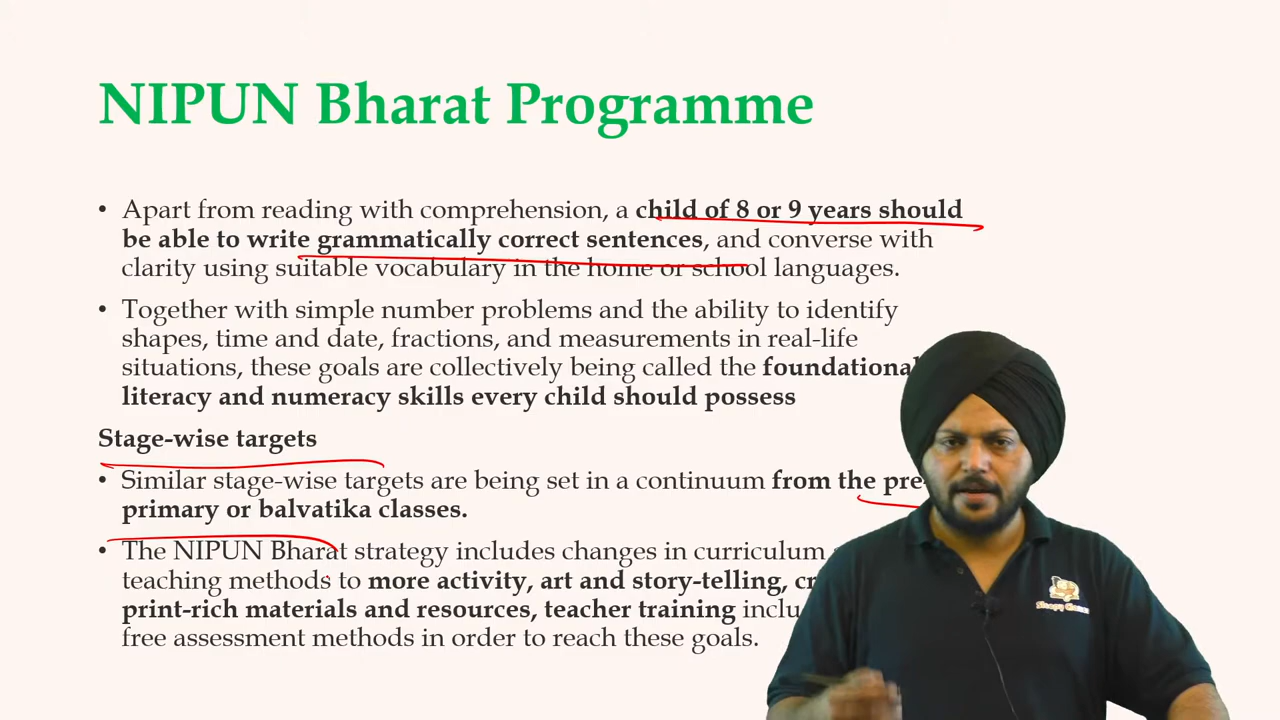 NIPUN Bharat Programme
• Apart from reading with comprehension, a child of 8 or 9 years should
be able to write grammatically correct sentences, and converse with
clarity using suitable vocabulary in the home or school languages.
• Together with simple number problems and the ability to identify
shapes, time and date, fractions, and measurements in real-life
situations, these goals are collectively being called the foundational
literacy and numeracy skills every child should possess
Stage-wise targets
• Similar stage-wise targets are being set in a continuum from the pre-
primary or balvatika classes.
• The NIPUN Bharat strategy includes changes in curriculum
teaching methods to more activity, art and story-telling,
print-rich materials and resources, teacher training
free assessment methods in order to reach these goals.